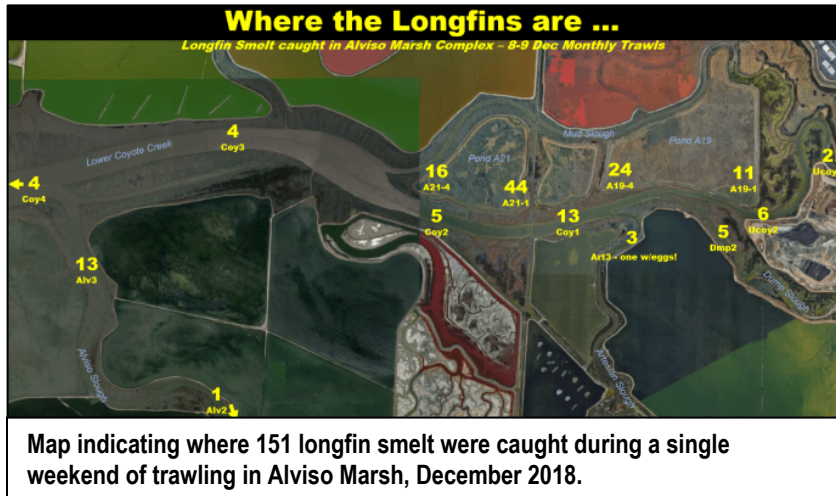 Where the Longfins are ...
Longfin Smelt caught in Alviso Marsh Complex – 8-9 Dec Monthly Trawls
Mud Slough
Lower Coyote Creek
4
Coy3
Pond A21
Pond A19
2
Ucoy
4
Coy4
16
A21-4
44
A21-1
24
A19-4
11
A19-1
5
Coy2
13
Coy1
3
Art3 - one w/eggs!
5
Dmp2
6
Ucoy2
13
Alv3
Dump Slough
Alviso Slough
Artesian Slough
1
Alv2
Map indicating where 151 longfin smelt were caught during a single
weekend of trawling in Alviso Marsh, December 2018.